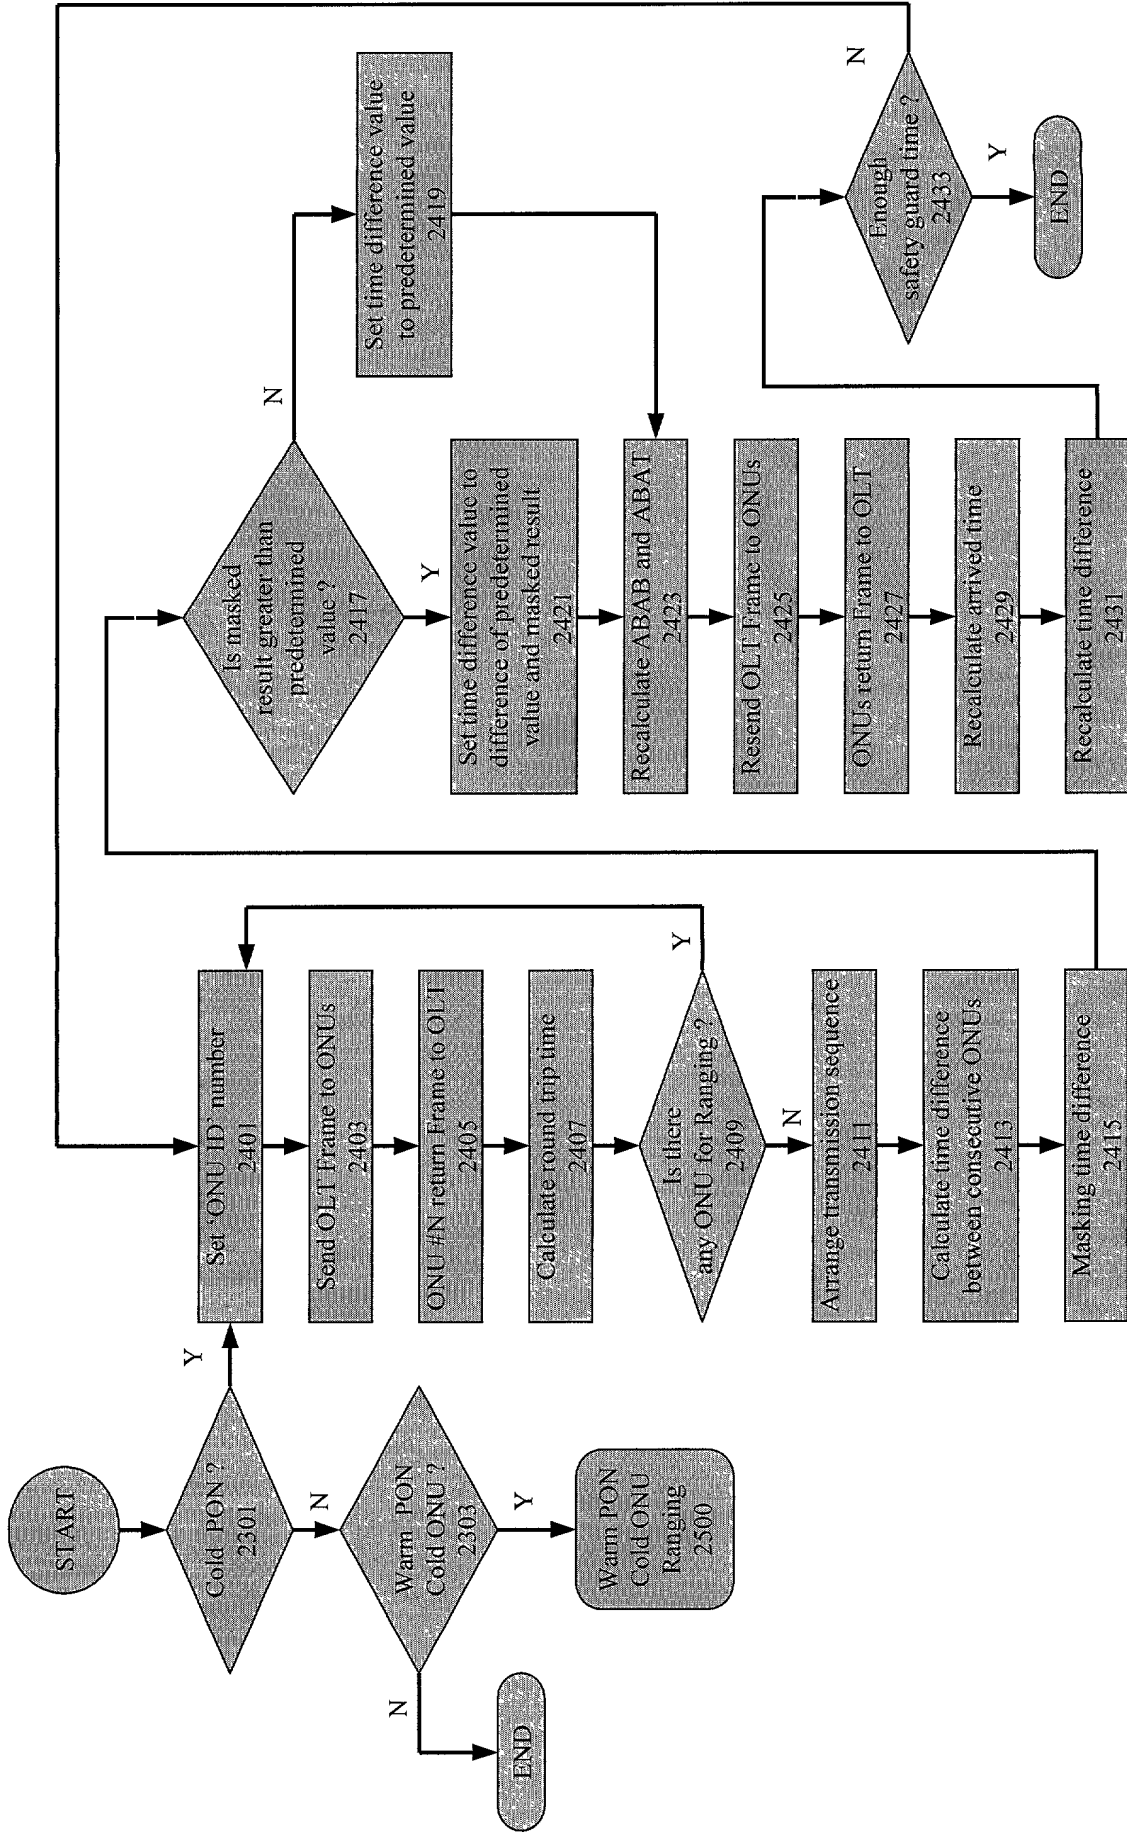 START
Cold PON ?
2301
Y
N
Warm PON
Cold ONU ?
2303
N
END
Y
Warm PON
Cold ONU
Ranging
2500
Set ‘ONU ID’ number
2401
Send OLT Frame to ONUs
2403
ONU #N return Frame to OLT
2405
Calculate round trip time
2407
Is there
any ONU for Ranging ?
2409
Y
N
Arrange transmission sequence
2411
Calculate time difference
between consecutive ONUs
2413
Masking time difference
2415
Is masked
result greater than
predetermined
value ?
2417
N
Y
Set time difference value
to predetermined value
2419
Set time difference value to
difference of predetermined
value and masked result
2421
Recalculate ABAB and ABAT
2423
Resend OLT Frame to ONUs
2425
ONUs return Frame to OLT
2427
Recalculate arrived time
2429
Recalculate time difference
2431
Enough
safety guard time ?
2433
N
Y
END